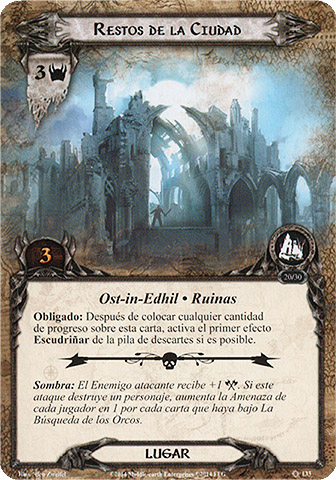 Restos de la Ciudad
3
3
20/30
Ost-in-Edhil • Ruinas
Obligado: Después de colocar cualquier cantidad
de progreso sobre esta carta, activa el primer efecto
Escudriñar de la pila de descartes si es posible.
Sombra: El Enemigo atacante recibe +1. Si este
ataque destruye un personaje, aumenta la Amenaza de
cada jugador en 1 por cada carta que haya bajo La
Búsqueda de los Orcos.
LUGAR
©2014 Middle-earth Enterprises ©2014 FFG
133